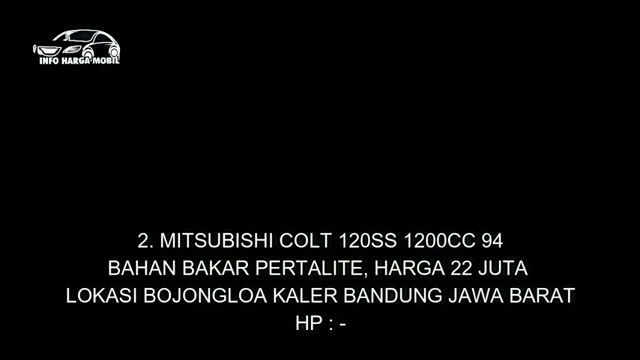 INFO HARGA MOBIL
2. MITSUBISHI COLT 120SS 1200CC 94
BAHAN BAKAR PERTALITE, HARGA 22 JUTA
LOKASI BOJONGLOA KALER BANDUNG JAWA BARAT
HP : -